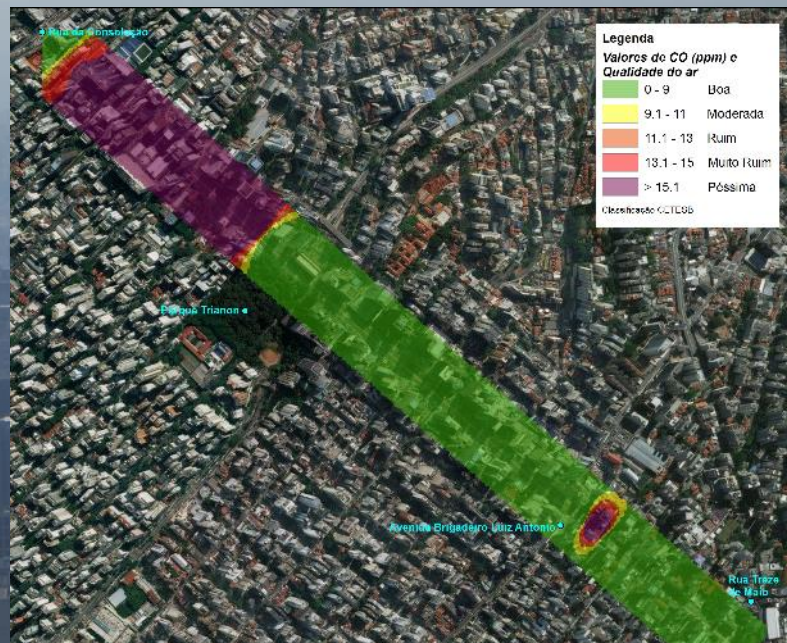 Rua da Consolação
Legenda
Valores de CO (ppm) e
Qualidade do ar
0 - 9 Boa
9.1 - 11 Moderada
11.1 - 13 Ruim
13.1 - 15 Muito Ruim
> 15.1 Péssima
Classificação CETESB
Parque Trianon
Avenida Brigadeiro Luiz Antonio
Rua Treze
de Maio